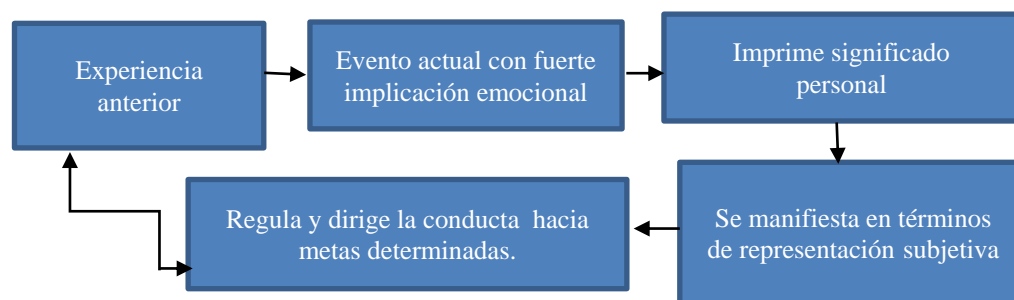 Experiencia
anterior
Evento actual con fuerte
implicación emocional
Imprime significado
personal
Se manifiesta en términos
de representación subjetiva
Regula y dirige la conducta hacia
metas determinadas.